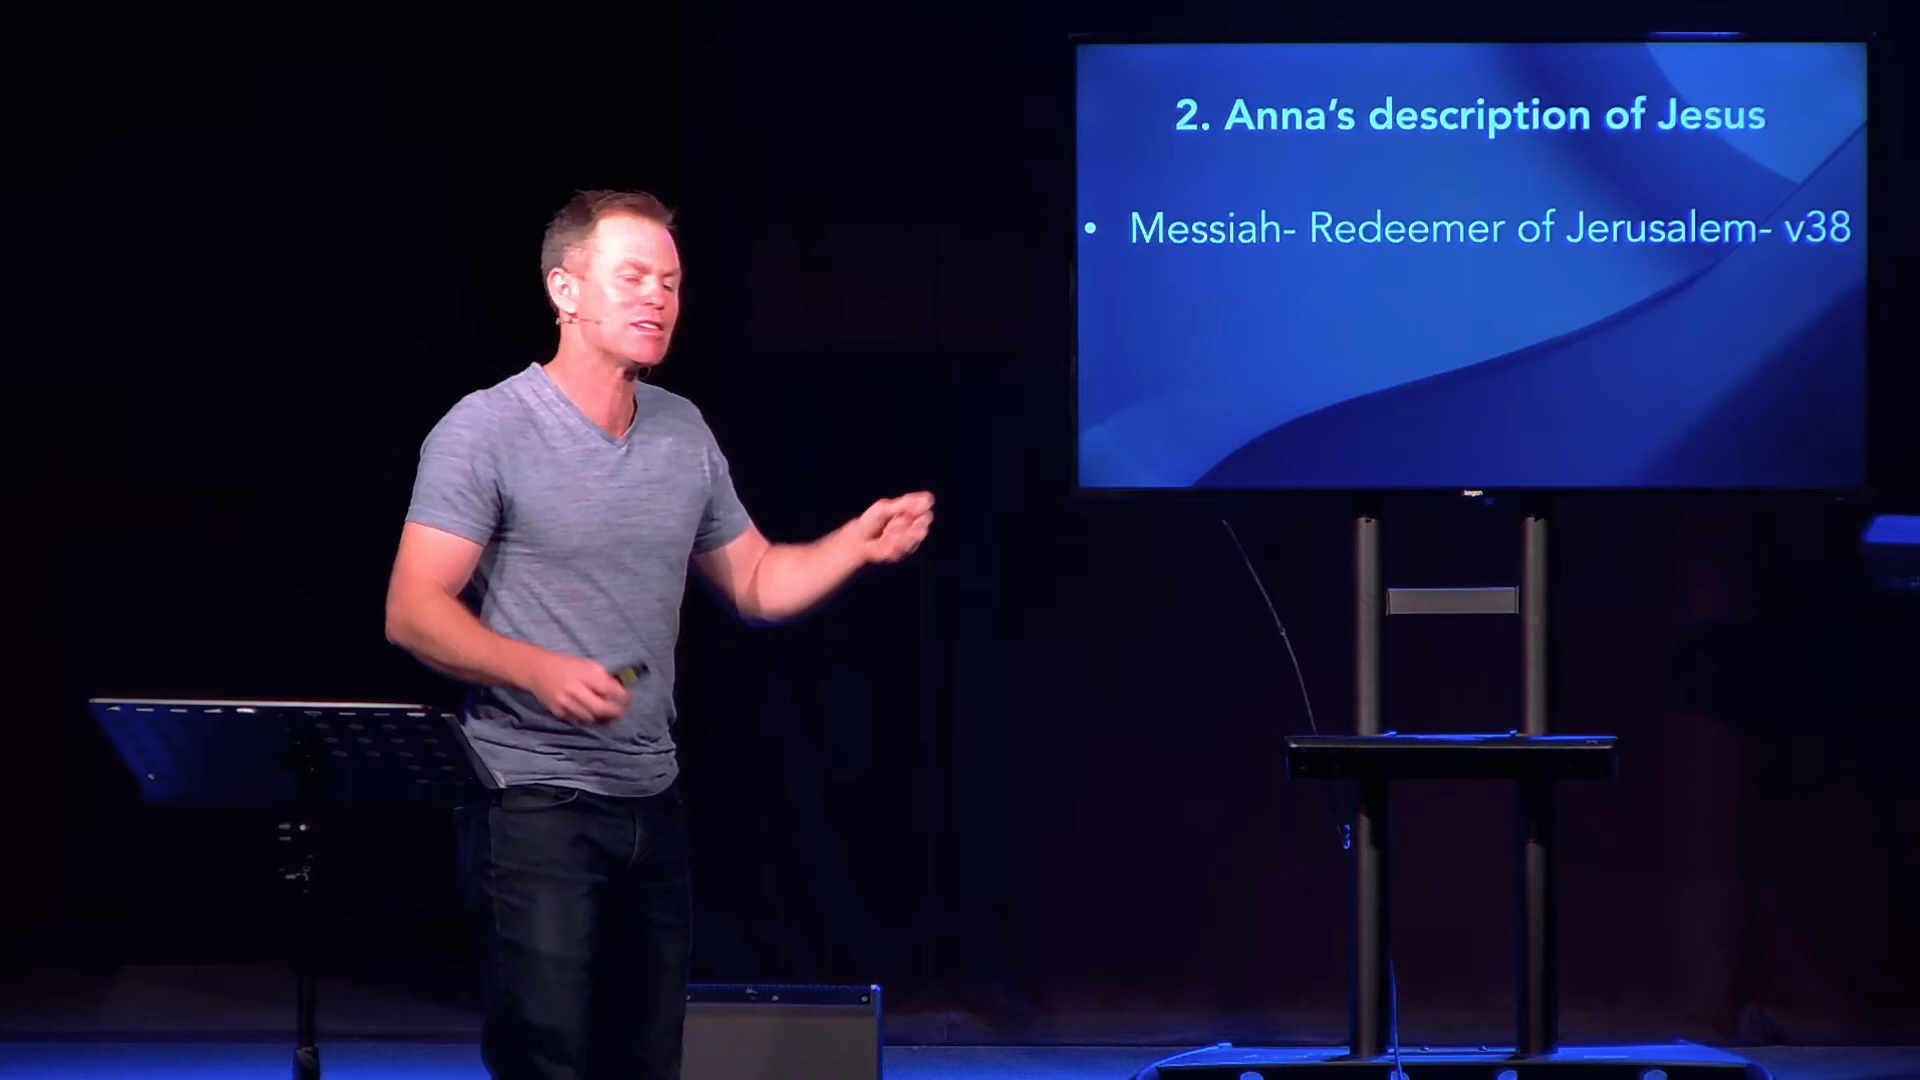 2. Anna's description of Jesus
• Messiah- Redeemer of Jerusalem- v38